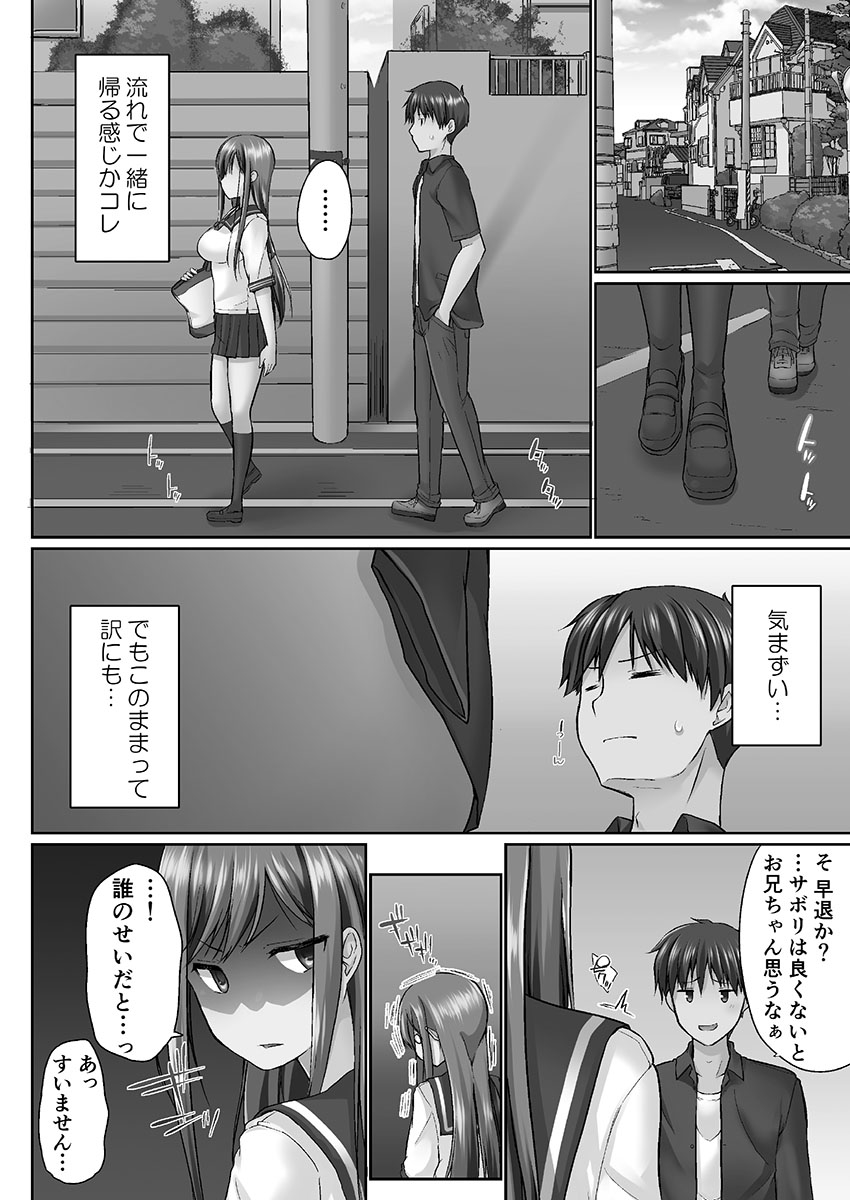 トッ
トッ
流れで一緒に
帰る感じかコレ
……
トッ
タッ
トッ
トッ
気まずい…
でもこのままって
訳にも…
そ 早退か?
…サボリは良くないと
お兄ちゃん思うなぁ
…!
誰のせいだと…っ
あっ
すいません…